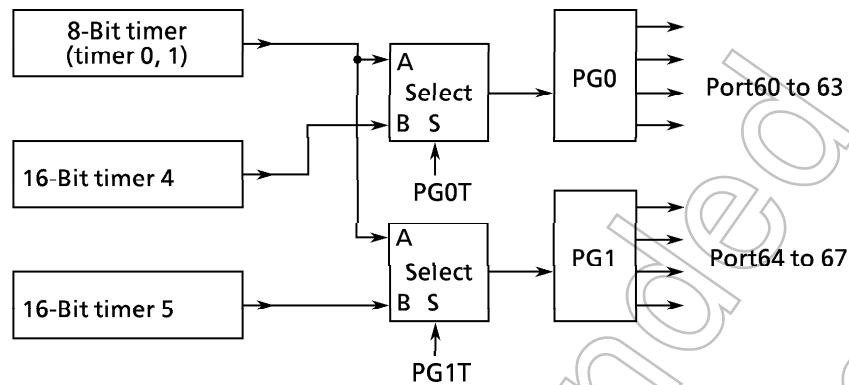 8-Bit timer
(timer 0, 1)
A
Select
B S
PG0T
PG0
Port60 to 63
16-Bit timer 4
A
Select
B S
PG1T
PG1
Port64 to 67
16-Bit timer 5